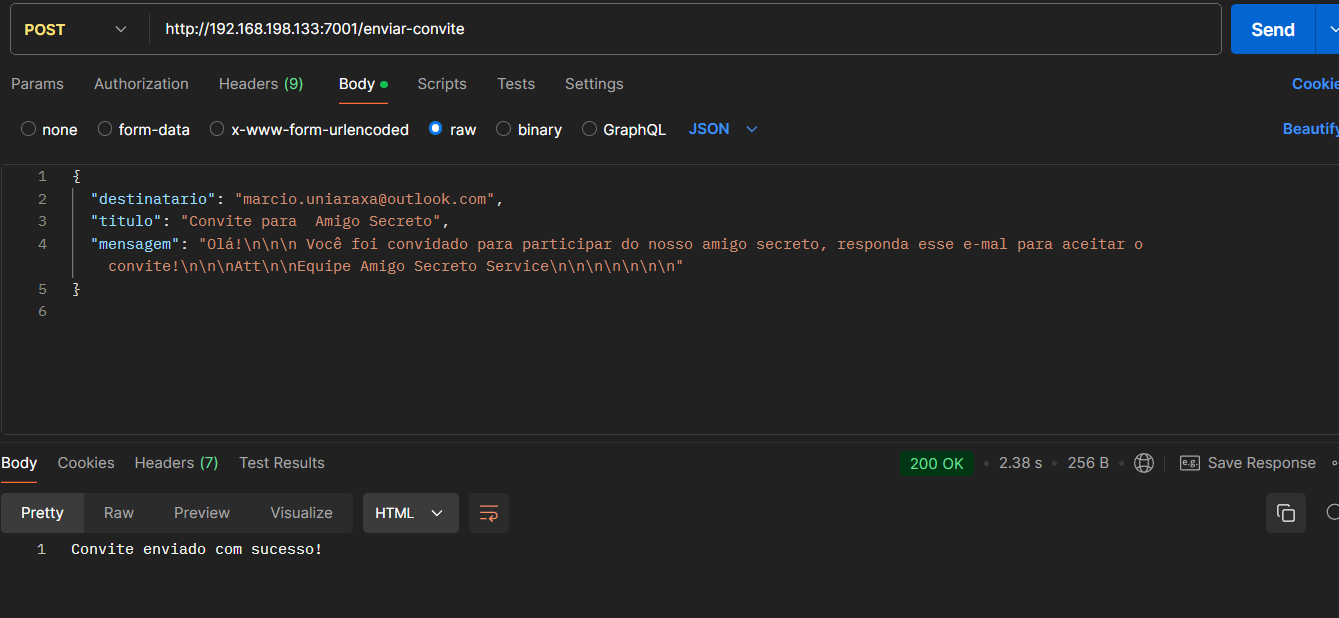 POST http://192.168.198.133:7001/enviar-convite Send
Params Authorization Headers (9) Body Scripts Tests Settings Cookie
none form-data x-www-form-urlencoded raw binary GraphQL JSON Beautify
1 {
2 "destinatario": "marcio.uniaraxa@outlook.com",
3 "titulo": "Convite para  Amigo Secreto",
4 "mensagem": "Olá!\n\n\n Você foi convidado para participar do nosso amigo secreto, responda esse e-mal para aceitar o
convite!\n\n\nAtt\n\nEquipe Amigo Secreto Service\n\n\n\n\n\n\n"
5 }
6
Body Cookies Headers (7) Test Results 200 OK 2.38 s 256 B e.g. Save Response
Pretty Raw Preview Visualize HTML
1 Convite enviado com sucesso!